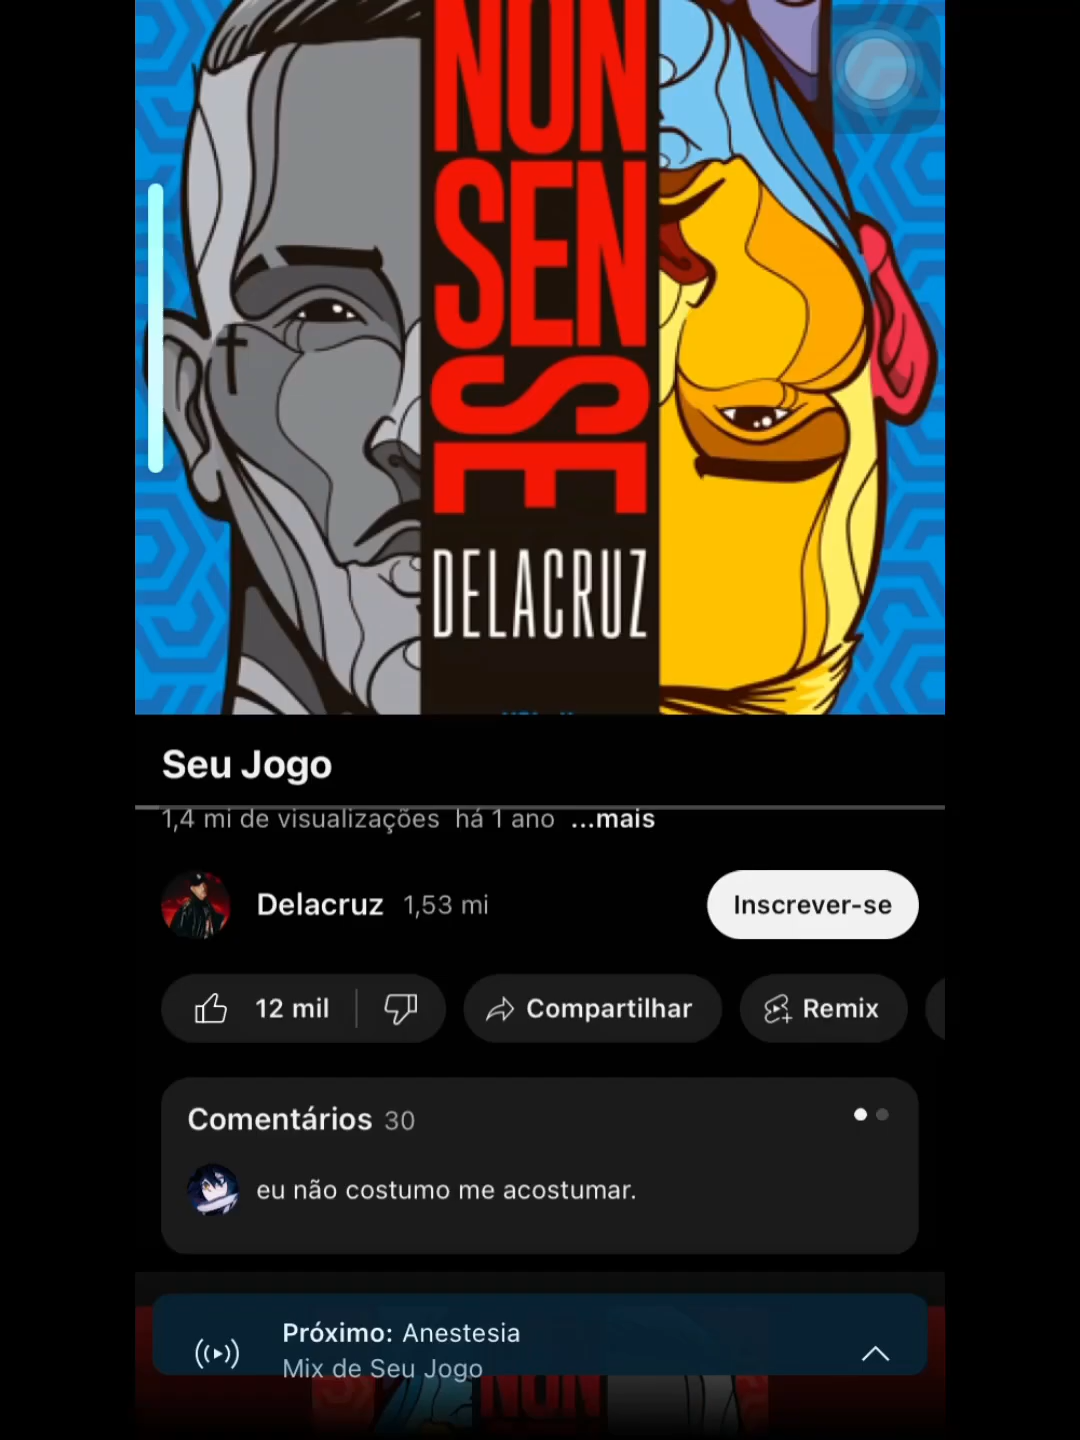 NON
SEN
SE
DELACRUZ
Seu Jogo
1,4 mi de visualizações há 1 ano ...mais
Delacruz 1,53 mi
Inscrever-se
12 mil
Compartilhar
Remix
Comentários 30
eu não costumo me acostumar.
Próximo: Anestesia
Mix de Seu Jogo
NON